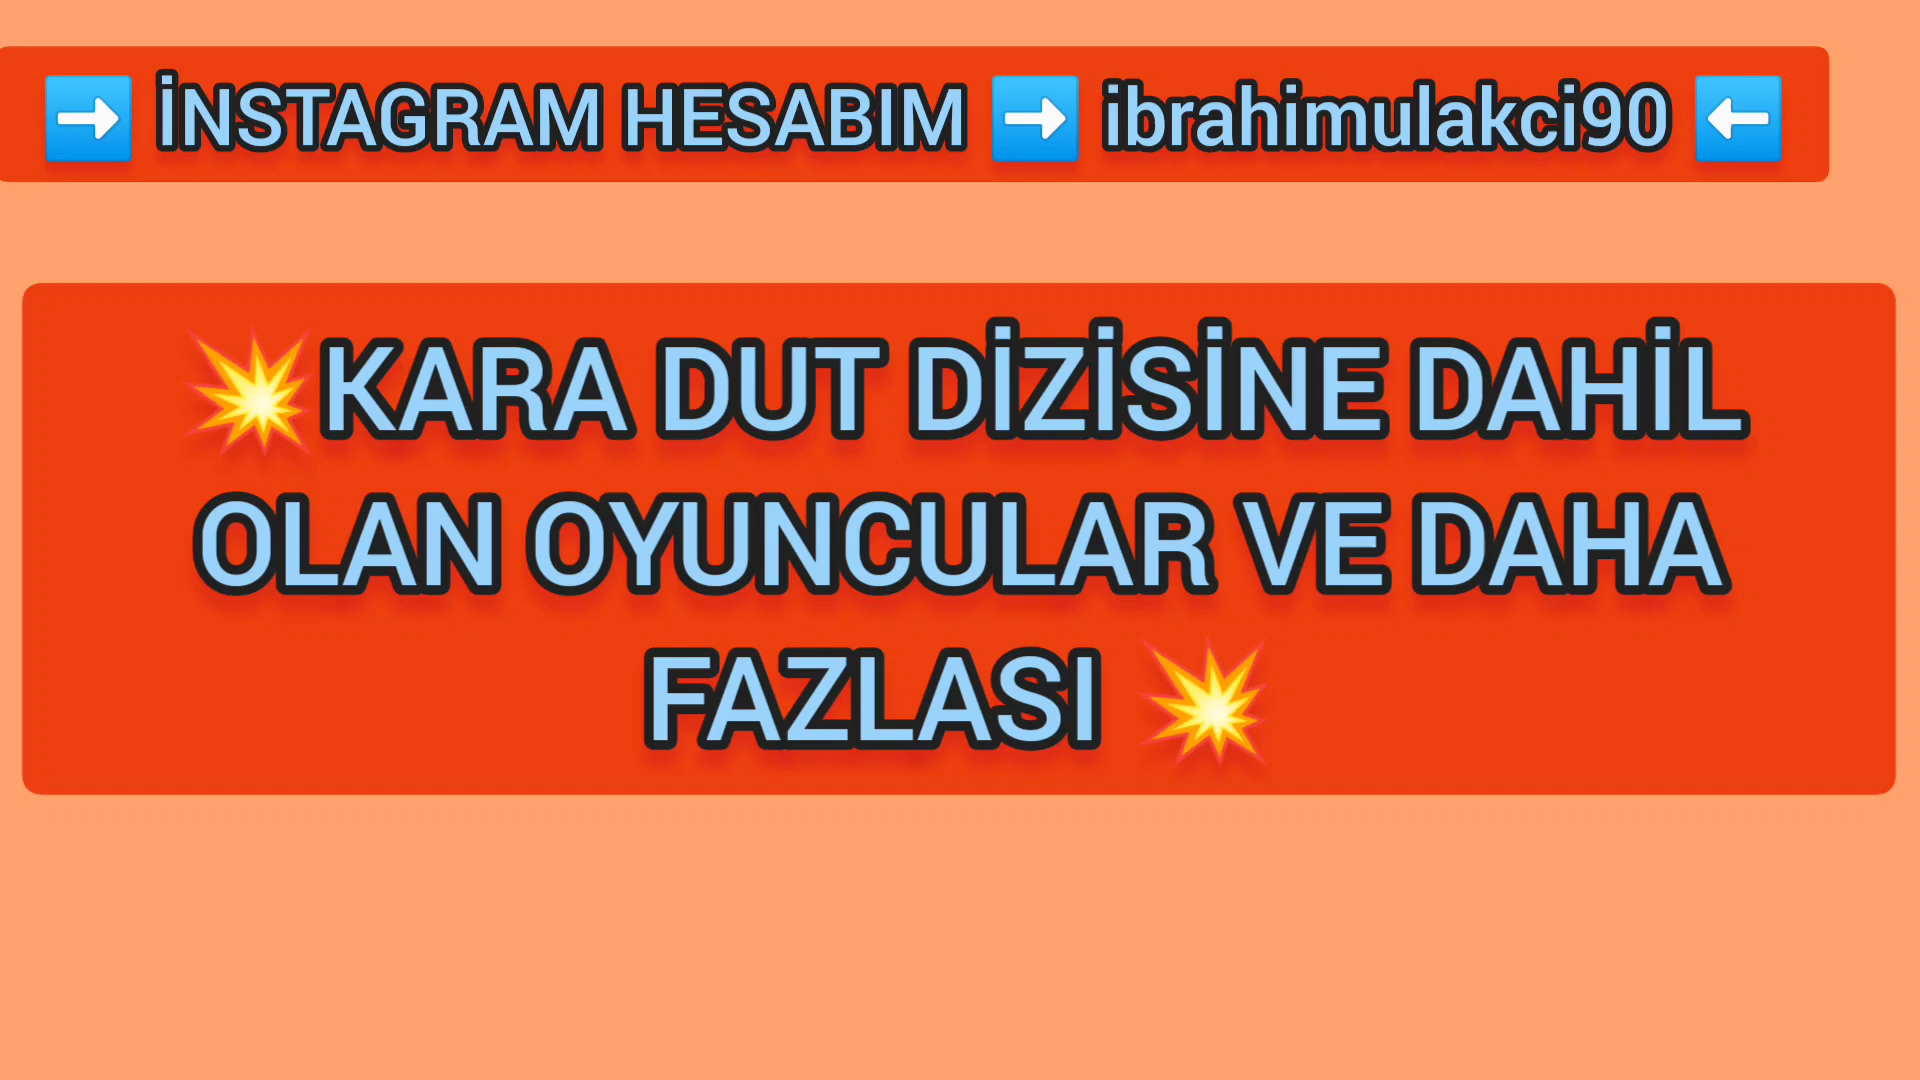 ➡️ İNSTAGRAM HESABIM ➡️ ibrahimulakci90 ⬅️
💥KARA DUT DİZİSİNE DAHİL
OLAN OYUNCULAR VE DAHA
FAZLASI 💥